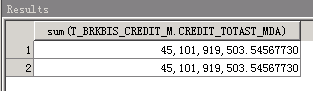 Results
sum(T_BRKBIS_CREDIT_M.CREDIT_TOTAST_MDA)
1 45,101,919,503.54567730
2 45,101,919,503.54567730